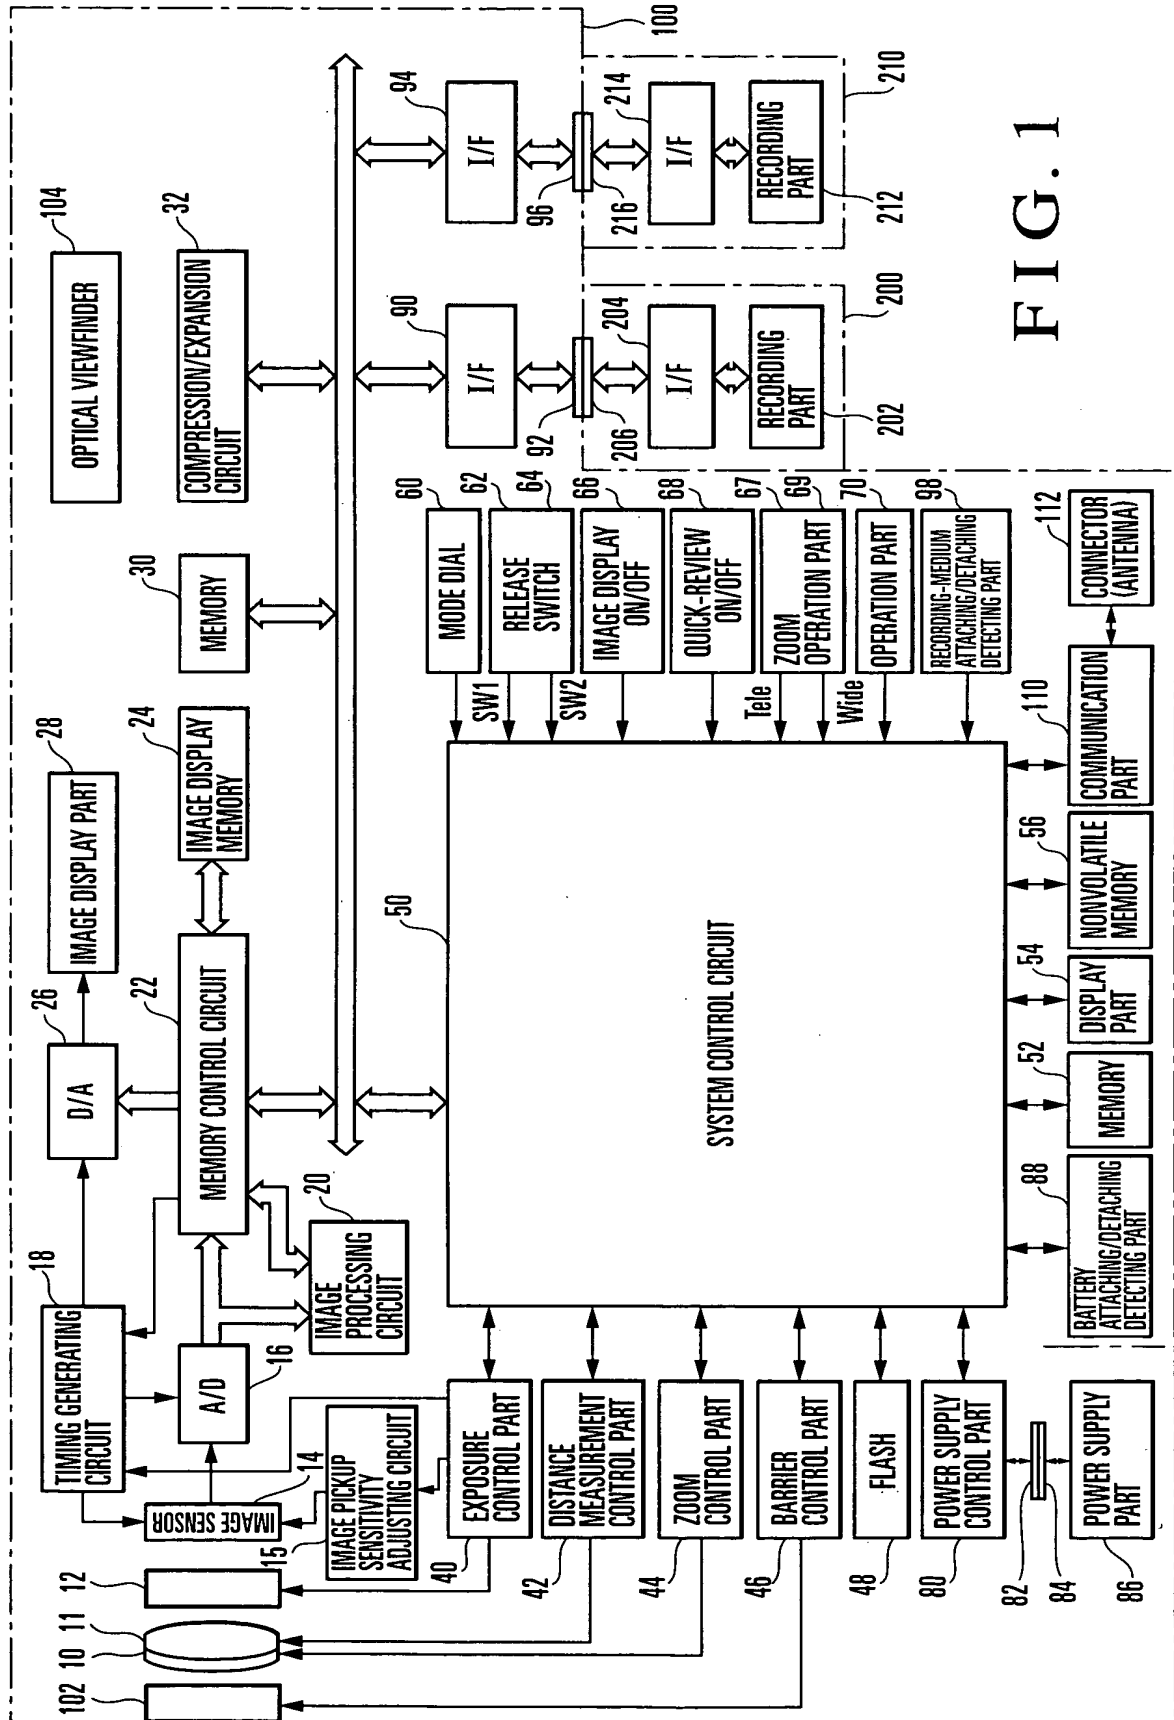 102
10
11
12
IMAGE SENSOR
14
15
IMAGE PICKUP
SENSITIVITY
ADJUSTING CIRCUIT
TIMING GENERATING
CIRCUIT
18
A/D
16
IMAGE
PROCESSING
CIRCUIT
20
D/A
26
MEMORY CONTROL CIRCUIT
22
IMAGE DISPLAY PART
28
IMAGE DISPLAY
MEMORY
24
MEMORY
30
OPTICAL VIEWFINDER
104
COMPRESSION/EXPANSION
CIRCUIT
32
100
EXPOSURE
CONTROL PART
40
DISTANCE
MEASUREMENT
CONTROL PART
42
ZOOM
CONTROL PART
44
BARRIER
CONTROL PART
46
FLASH
48
POWER SUPPLY
CONTROL PART
80
82
84
POWER SUPPLY
PART
86
SYSTEM CONTROL CIRCUIT
50
BATTERY
ATTACHING/DETACHING
DETECTING PART
88
MEMORY
52
DISPLAY
PART
54
NONVOLATILE
MEMORY
56
COMMUNICATION
PART
110
CONNECTOR
(ANTENNA)
112
MODE DIAL
60
SW1
RELEASE
SWITCH
62
64
SW2
IMAGE DISPLAY
ON/OFF
66
QUICK-REVIEW
ON/OFF
68
Tele
ZOOM
OPERATION PART
67
69
Wide
OPERATION PART
70
RECORDING-MEDIUM
ATTACHING/DETACHING
DETECTING PART
98
I/F
90
92
206
I/F
204
RECORDING
PART
202
200
I/F
94
96
216
I/F
214
RECORDING
PART
212
210
FIG. 1